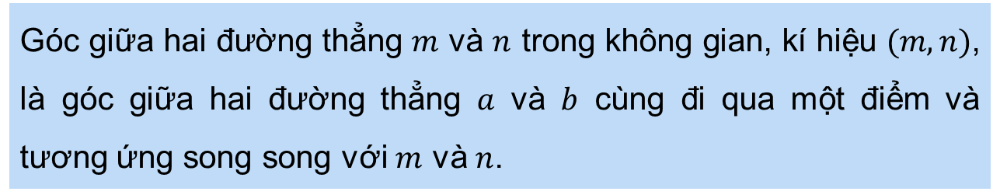 Góc giữa hai đường thẳng m và n trong không gian, kí hiệu (m, n),
là góc giữa hai đường thẳng a và b cùng đi qua một điểm và
tương ứng song song với m và n.